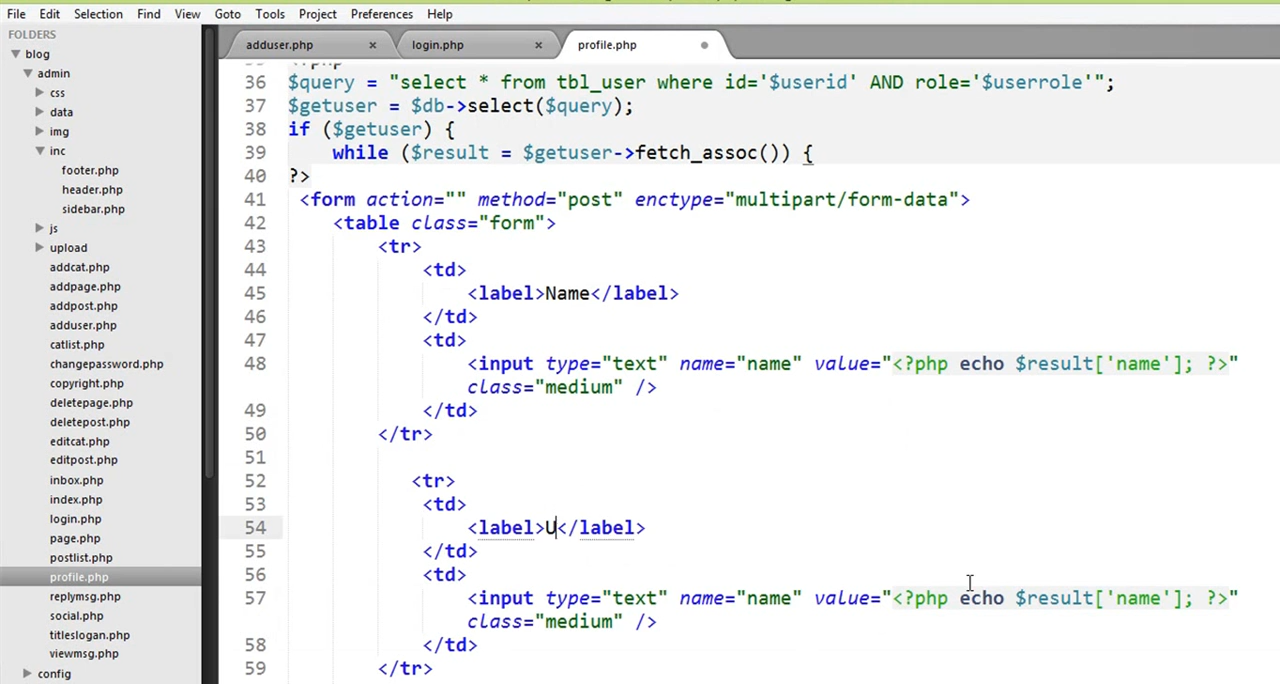 File Edit Selection Find View Goto Tools Project Preferences Help
FOLDERS
blog
admin
css
data
img
inc
footer.php
header.php
sidebar.php
js
upload
addcat.php
addpage.php
addpost.php
adduser.php
catlist.php
changepassword.php
copyright.php
deletepage.php
deletepost.php
editcat.php
editpost.php
inbox.php
index.php
login.php
page.php
postlist.php
profile.php
replymsg.php
social.php
titleslogan.php
viewmsg.php
config
adduser.php × login.php × profile.php
36 $query = "select * from tbl_user where id='$userid' AND role='$userrole'";
37 $getuser = $db->select($query);
38 if ($getuser) {
39 while ($result = $getuser->fetch_assoc()) {
40 ?>
41 <form action="" method="post" enctype="multipart/form-data">
42 <table class="form">
43 <tr>
44 <td>
45 <label>Name</label>
46 </td>
47 <td>
48 <input type="text" name="name" value="<?php echo $result['name']; ?>"
class="medium" />
49 </td>
50 </tr>
51
52 <tr>
53 <td>
54 <label>U</label>
55 </td>
56 <td>
57 <input type="text" name="name" value="<?php echo $result['name']; ?>"
class="medium" />
58 </td>
59 </tr>